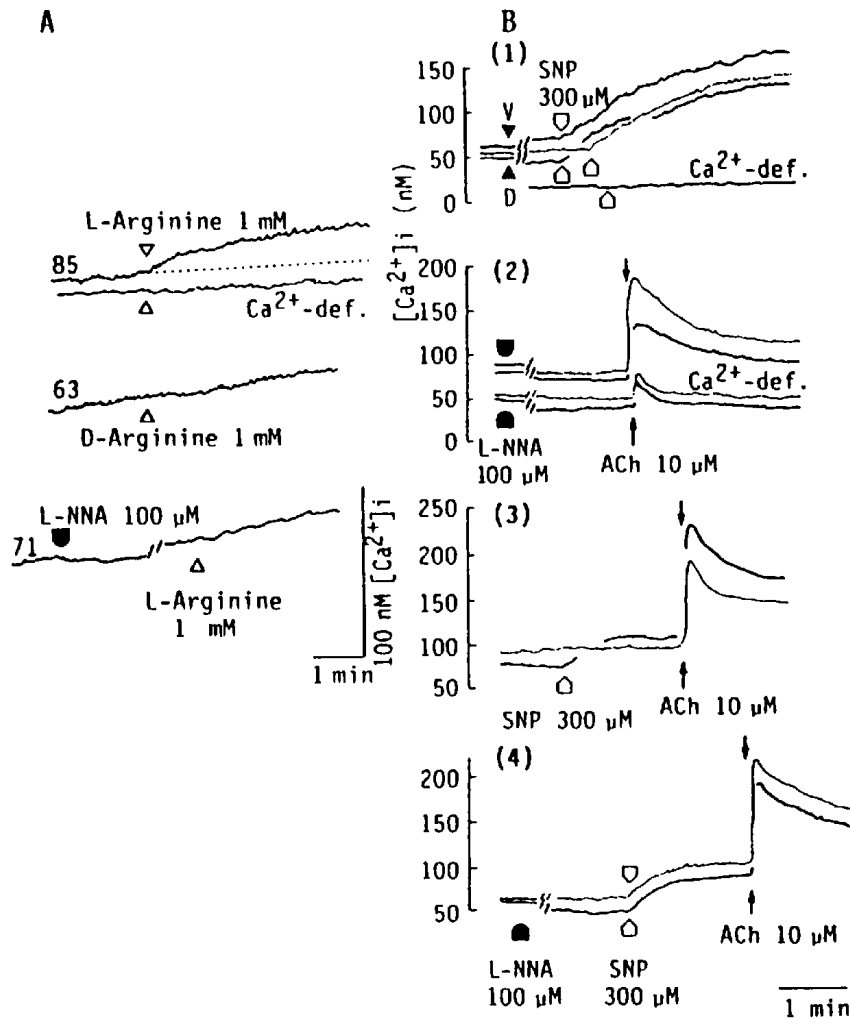 A
L-Arginine 1 mM
85
Ca2+-def.
63
D-Arginine 1 mM
L-NNA 100 µM
71
L-Arginine
1 mM
100 nM [Ca2+]i
1 min
B
[Ca2+]i (nM)
(1)
150
100
50
0
SNP
300 µM
V
D
Ca2+-def.
(2)
200
150
100
50
0
Ca2+-def.
L-NNA
100 µM
ACh 10 µM
(3)
250
200
150
100
50
SNP 300 µM
ACh 10 µM
(4)
200
150
100
50
L-NNA
100 µM
SNP
300 µM
ACh 10 µM
1 min